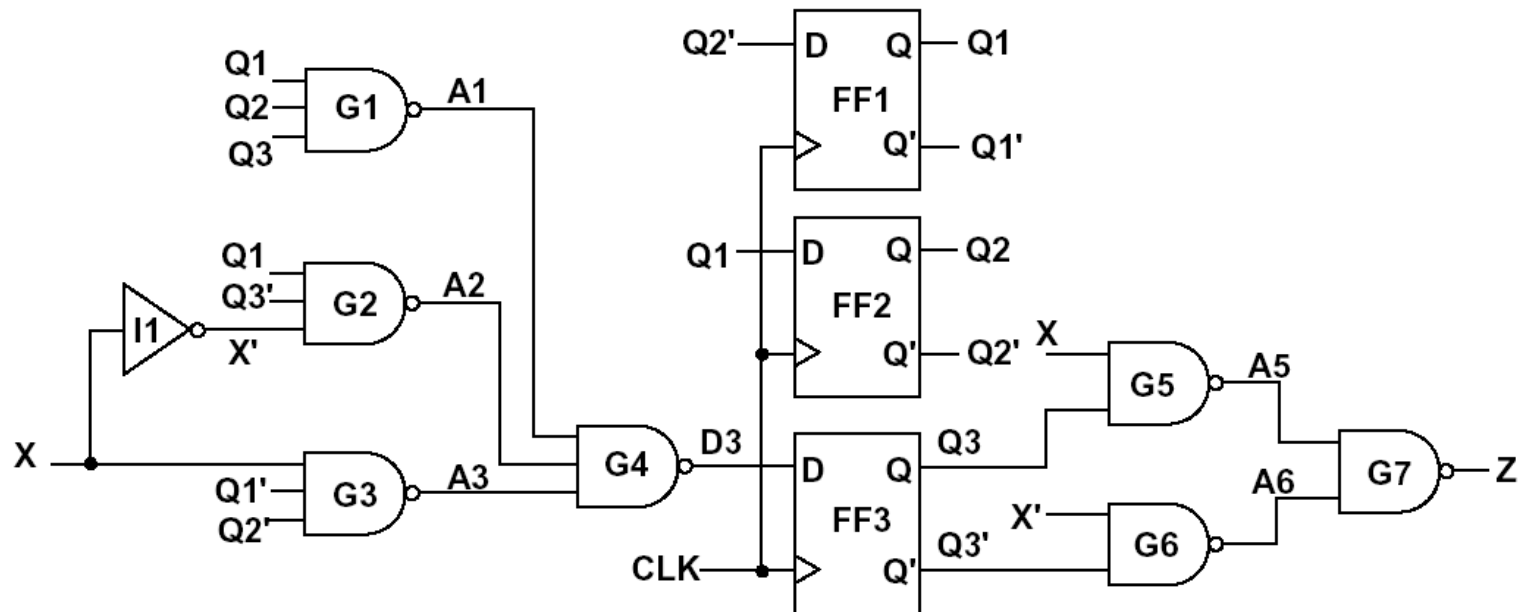 Q2'
D
Q
Q1
FF1
Q'
Q1'
Q1
Q2
Q3
G1
A1
Q1
D
Q
Q2
FF2
Q'
Q2'
Q1
Q3'
X'
I1
G2
A2
X
Q1'
Q2'
G3
A3
G4
D3
D
Q
Q3
FF3
Q'
Q3'
CLK
X
G5
A5
X'
G6
A6
G7
Z